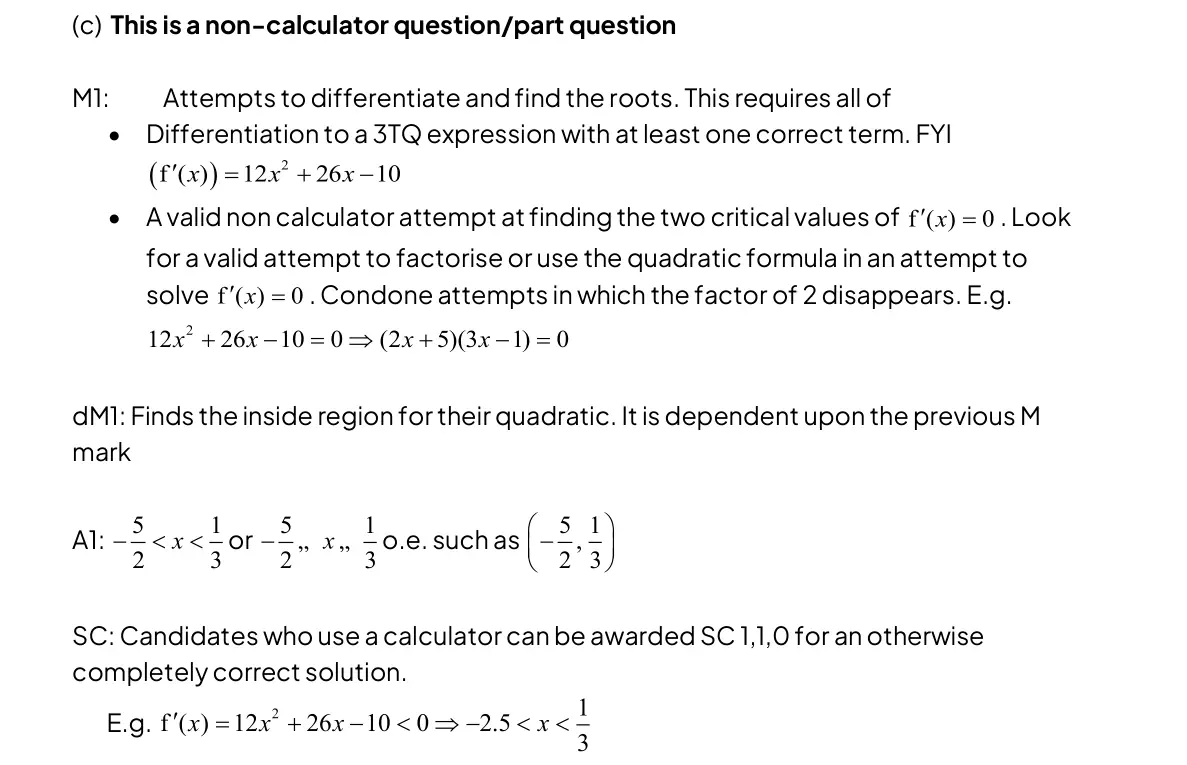 (c) This is a non-calculator question/part question
M1: Attempts to differentiate and find the roots. This requires all of
• Differentiation to a 3TQ expression with at least one correct term. FYI
(f′(x)) = 12x² + 26x − 10
• A valid non calculator attempt at finding the two critical values of f′(x) = 0 . Look
for a valid attempt to factorise or use the quadratic formula in an attempt to
solve f′(x) = 0 . Condone attempts in which the factor of 2 disappears. E.g.
12x² + 26x − 10 = 0 ⇒ (2x + 5)(3x − 1) = 0
dM1: Finds the inside region for their quadratic. It is dependent upon the previous M
mark
A1: −5/2 < x < 1/3 or −5/2 ,, x ,, 1/3 o.e. such as (−5/2, 1/3)
SC: Candidates who use a calculator can be awarded SC 1,1,0 for an otherwise
completely correct solution.
E.g. f′(x) = 12x² + 26x − 10 < 0 ⇒ −2.5 < x < 1/3